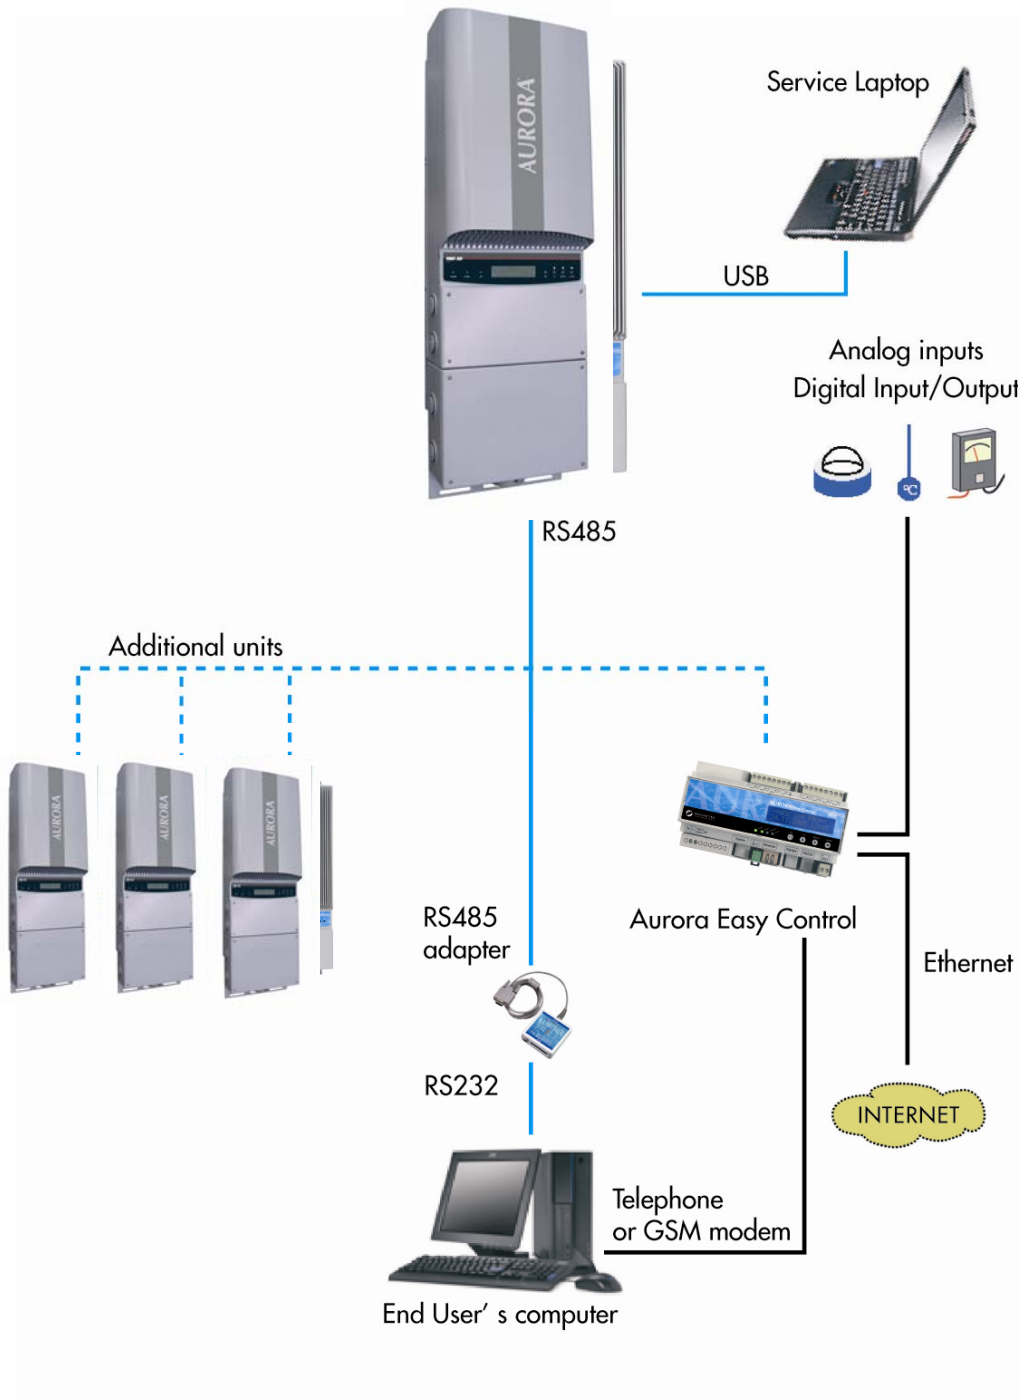 AURORA
Service Laptop
USB
Analog inputs
Digital Input/Output
°C
RS485
Additional units
AURORA
AURORA
AURORA
AURORA
RS485
adapter
Aurora Easy Control
Ethernet
RS232
INTERNET
Telephone
or GSM modem
End User’ s computer